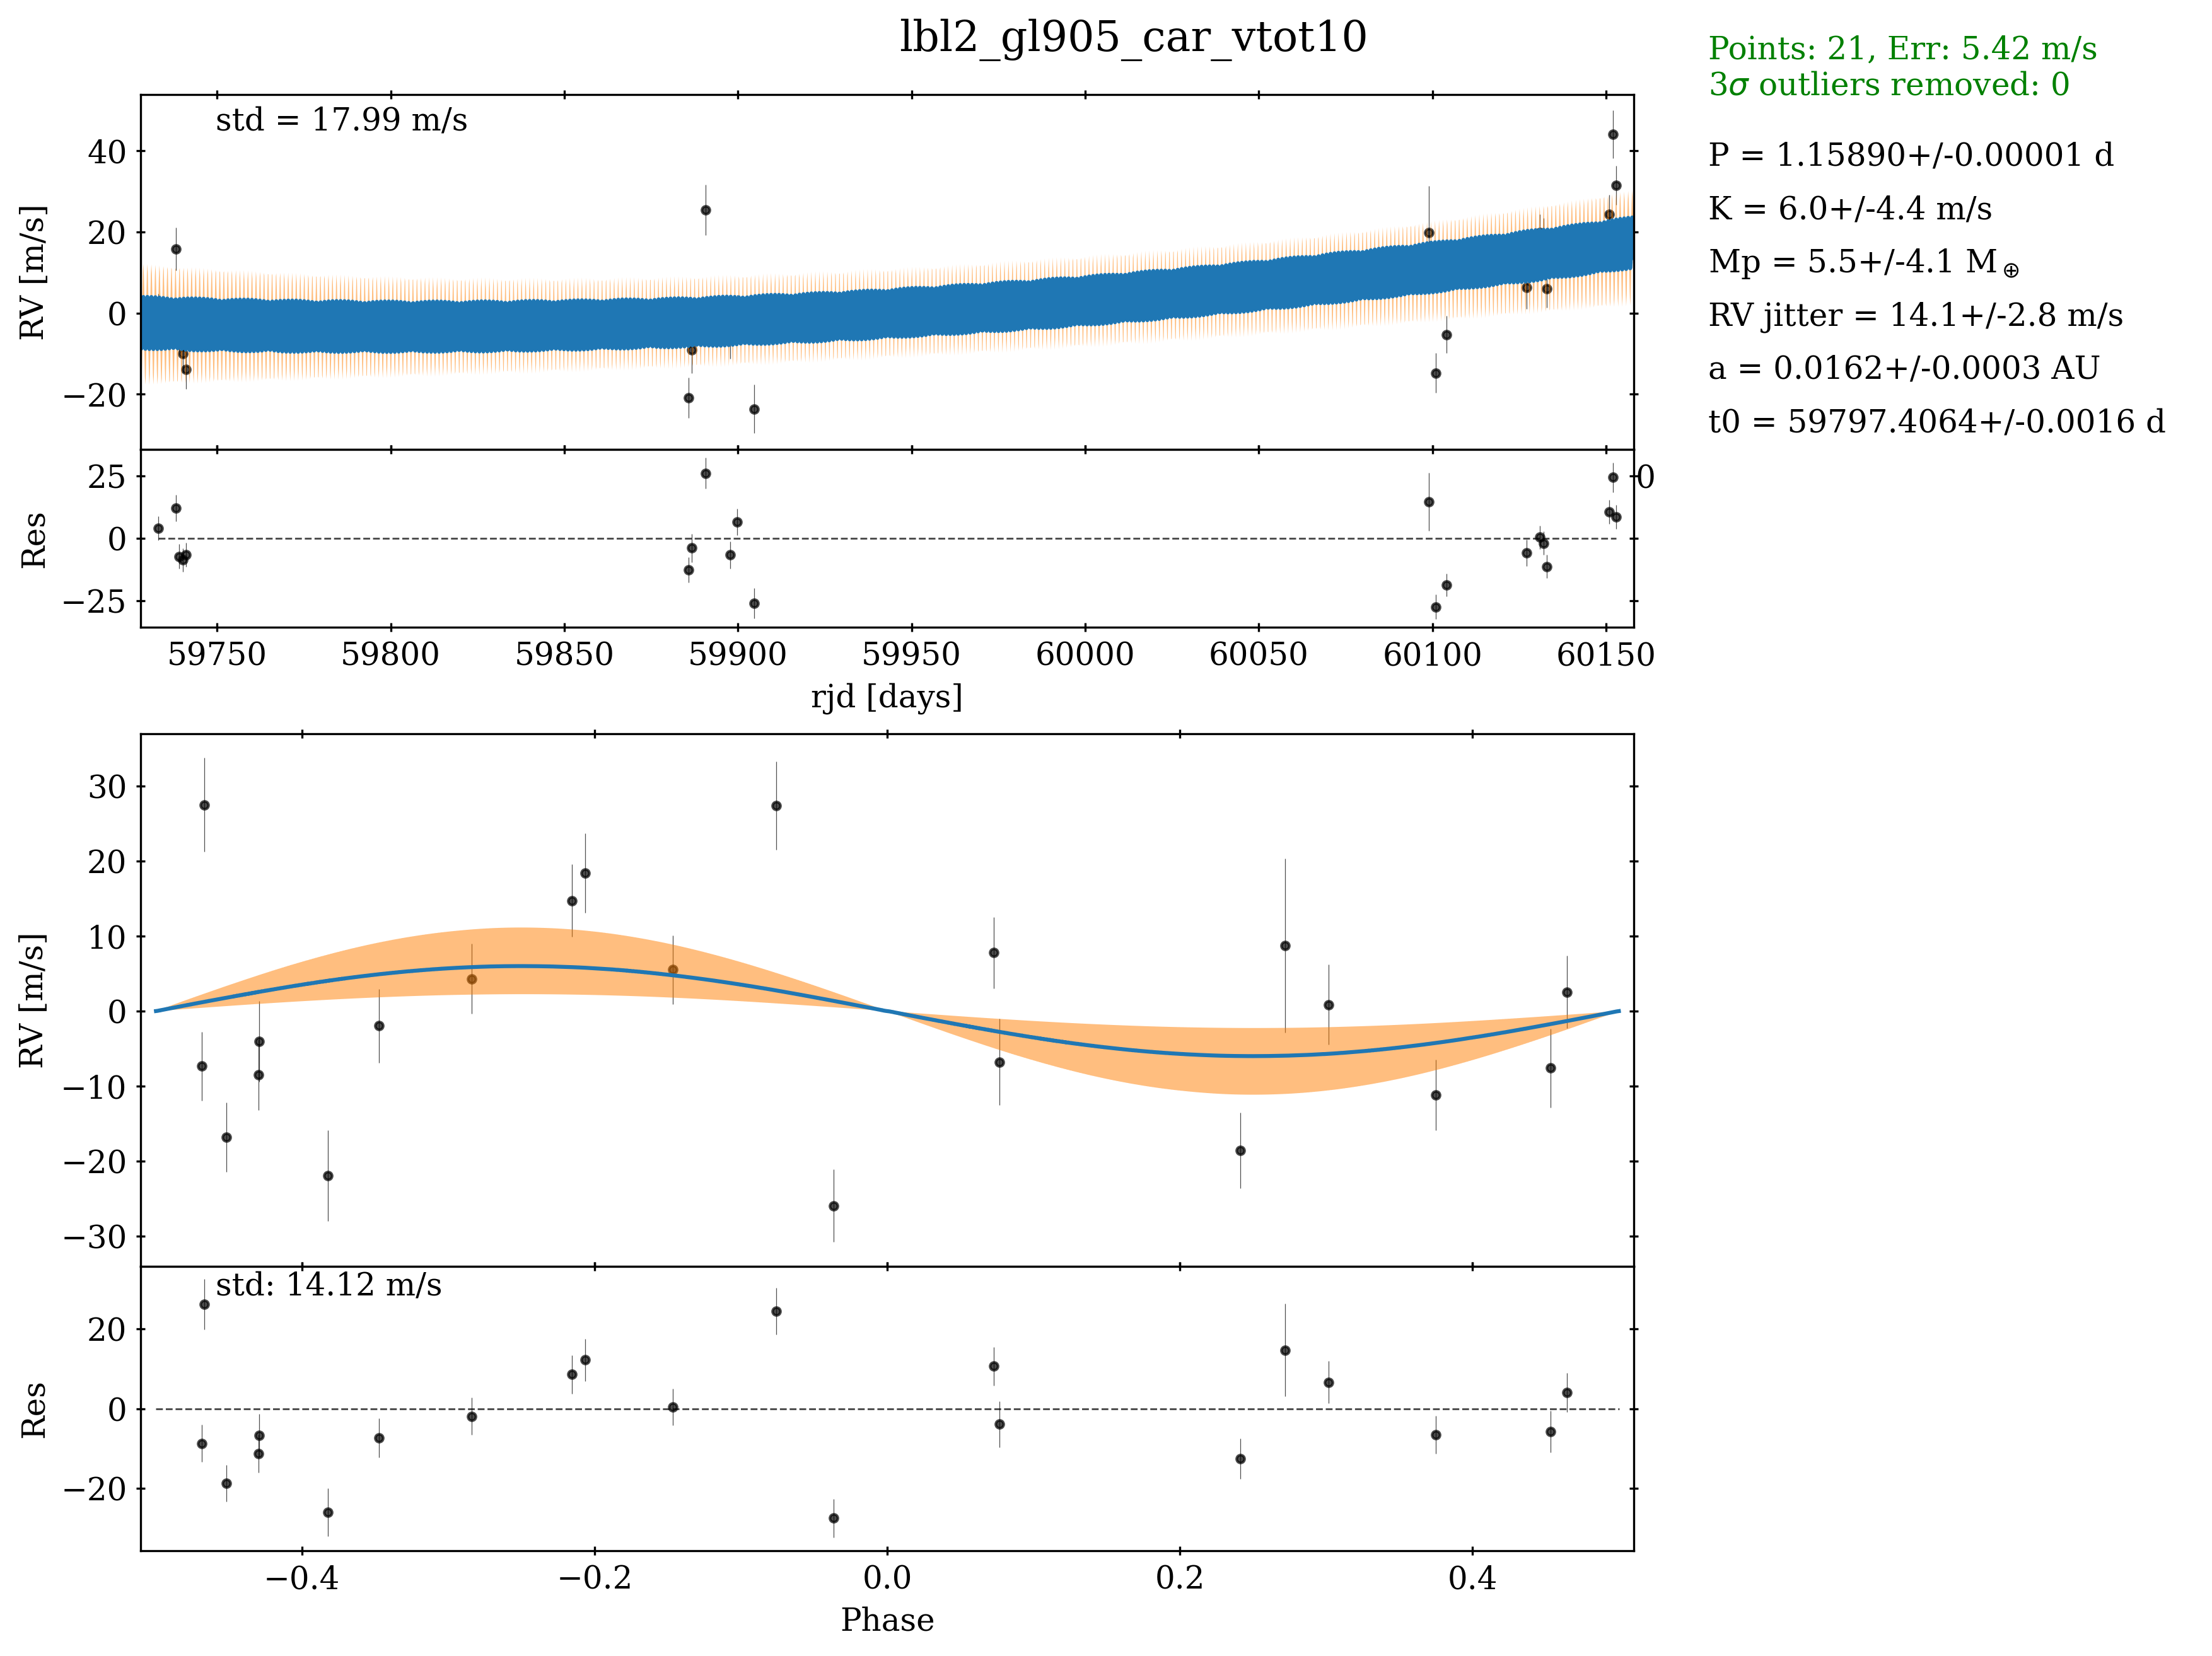 lbl2_gl905_car_vtot10
Points: 21, Err: 5.42 m/s
3σ outliers removed: 0
P = 1.15890+/-0.00001 d
K = 6.0+/-4.4 m/s
Mp = 5.5+/-4.1 M⊕
RV jitter = 14.1+/-2.8 m/s
a = 0.0162+/-0.0003 AU
t0 = 59797.4064+/-0.0016 d
std = 17.99 m/s
RV [m/s]
40
20
0
−20
Res
25
0
−25
0
59750 59800 59850 59900 59950 60000 60050 60100 60150
rjd [days]
RV [m/s]
30
20
10
0
−10
−20
−30
std: 14.12 m/s
Res
20
0
−20
−0.4 −0.2 0.0 0.2 0.4
Phase